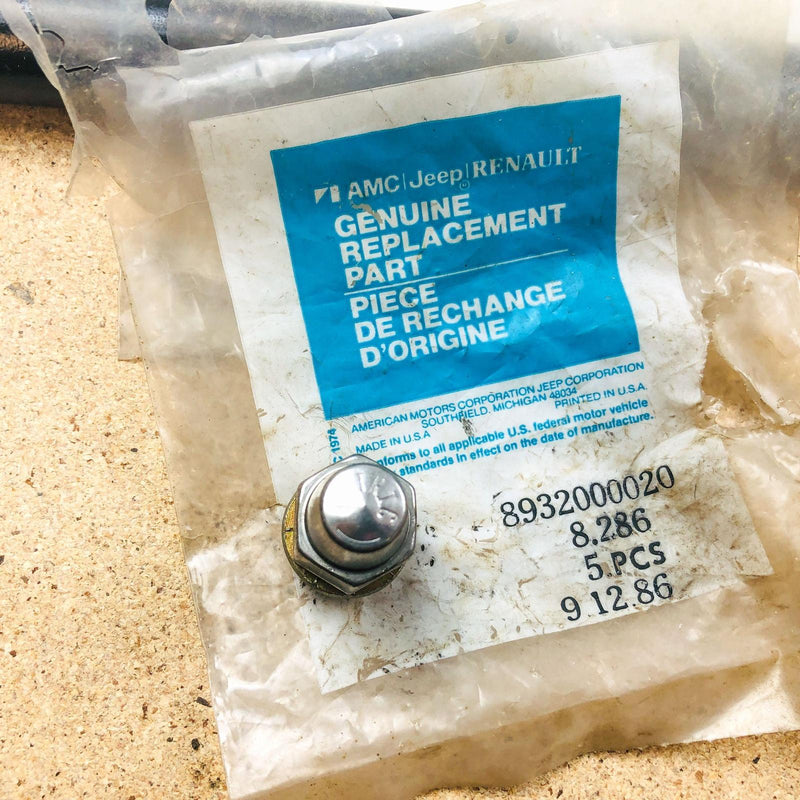 AMC|Jeep|RENAULT
GENUINE
REPLACEMENT
PART
PIECE
DE RECHANGE
D'ORIGINE
AMERICAN MOTORS CORPORATION JEEP CORPORATION
SOUTHFIELD, MICHIGAN 48034
MADE IN U.S.A PRINTED IN U.S.A.
to all applicable U.S. federal motor vehicle
standards in effect on the date of manufacture.
1974
8932000020
8.286
5 PCS
9 12 86